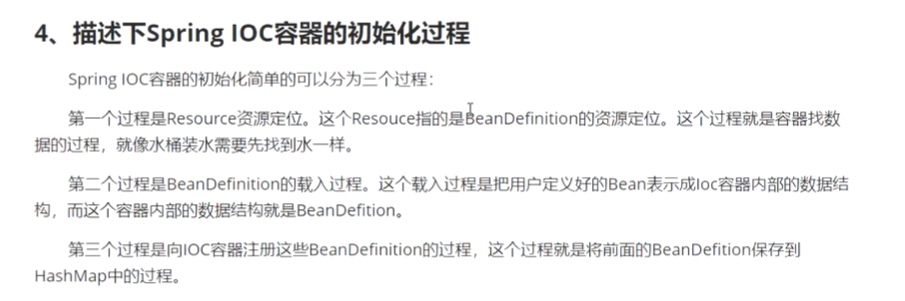 4、描述下Spring IOC容器的初始化过程
Spring IOC容器的初始化简单的可以分为三个过程：
第一个过程是Resource资源定位。这个Resouce指的是BeanDefinition的资源定位。这个过程就是容器找数
据的过程，就像水桶装水需要先找到水一样。
第二个过程是BeanDefinition的载入过程。这个载入过程是把用户定义好的Bean表示成Ioc容器内部的数据结
构，而这个容器内部的数据结构就是BeanDefition。
第三个过程是向IOC容器注册这些BeanDefinition的过程，这个过程就是将前面的BeanDefition保存到
HashMap中的过程。